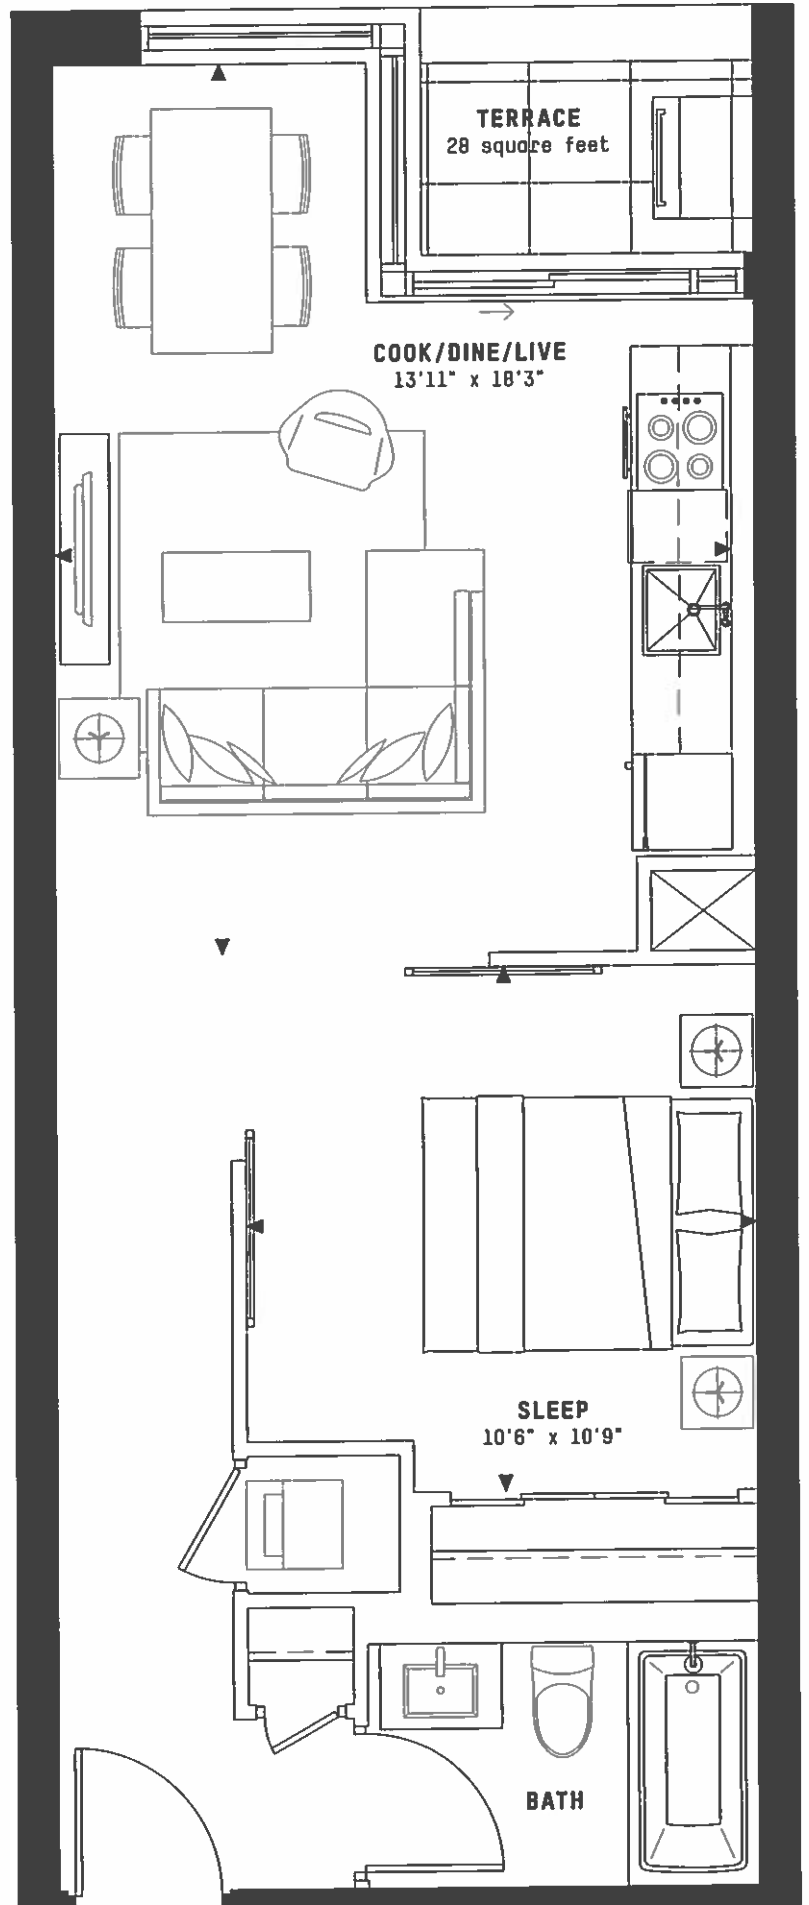 TERRACE
28 square feet
COOK/DINE/LIVE
13'11" x 18'3"
SLEEP
10'6" x 10'9"
BATH